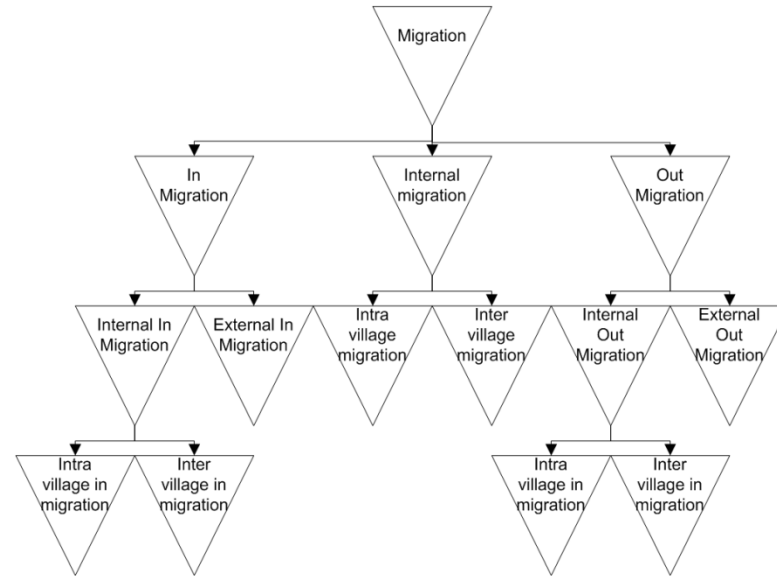 Migration
In
Migration
Internal
migration
Out
Migration
Internal In
Migration
External In
Migration
Intra
village
migration
Inter
village
migration
Internal
Out
Migration
External
Out
Migration
Intra
village in
migration
Inter
village in
migration
Intra
village in
migration
Inter
village in
migration